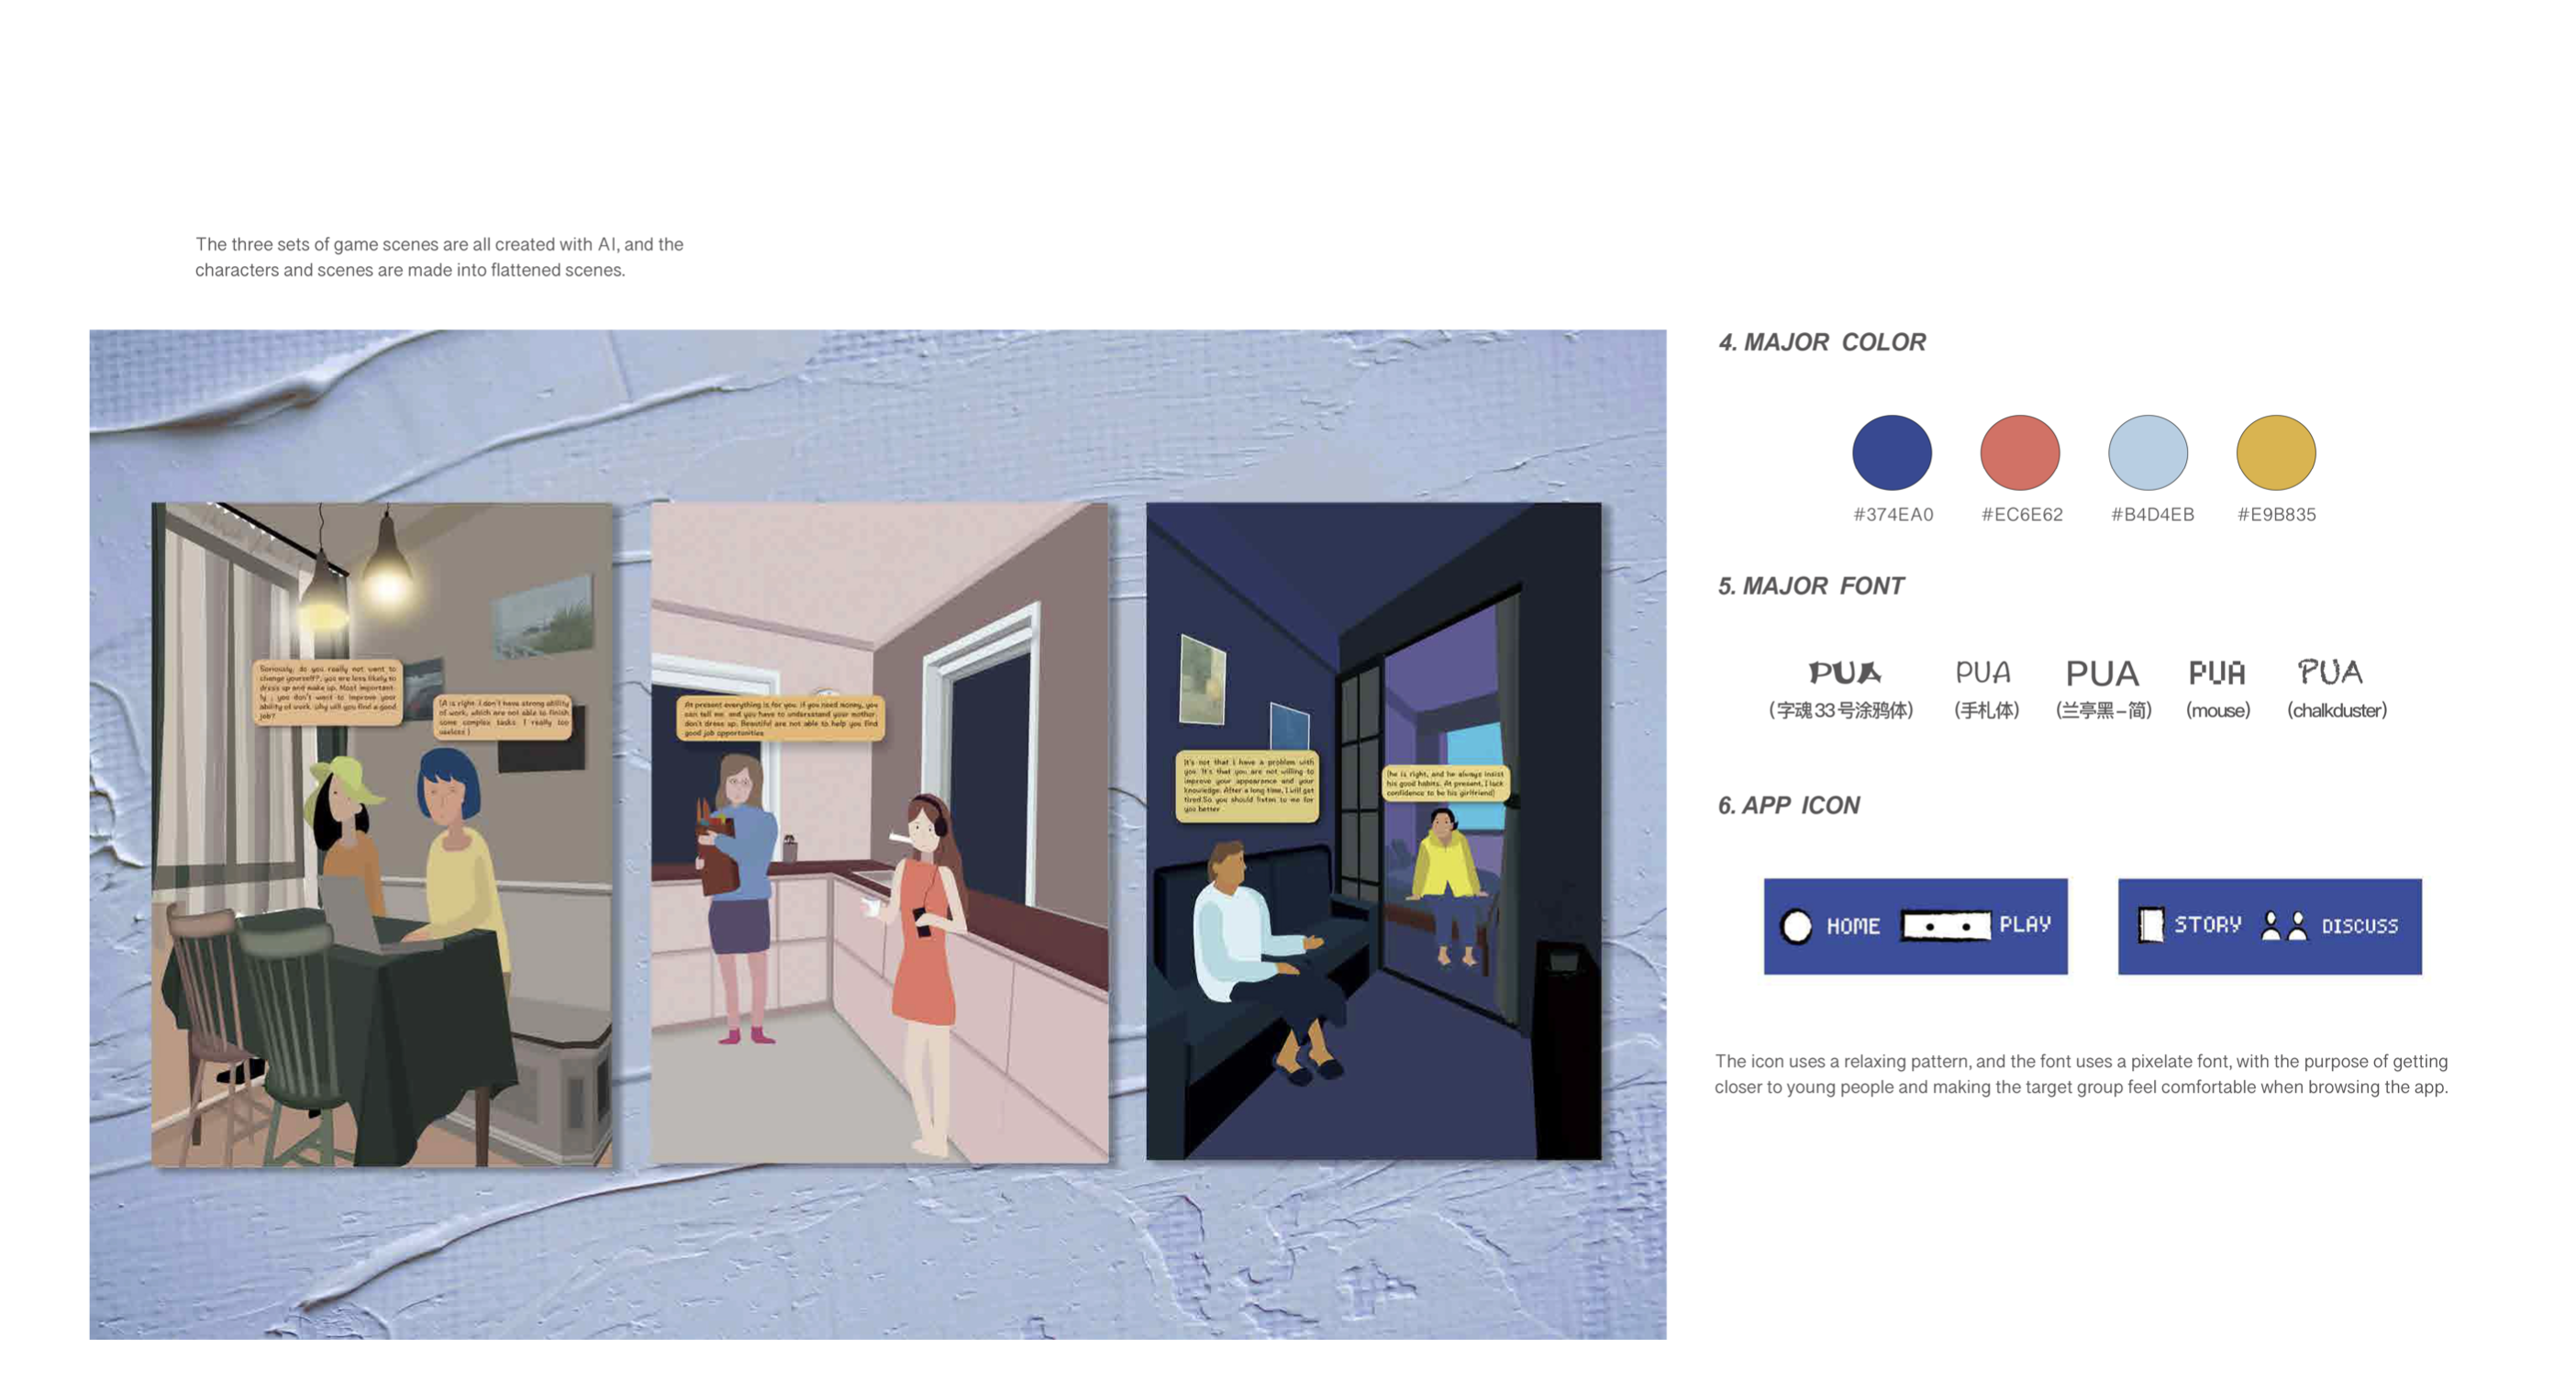 The three sets of game scenes are all created with AI, and the
characters and scenes are made into flattened scenes.
Seriously, do you really not want to
change yourself?, you are less likely to
dress up and make up. Most important-
ly , you don't want to improve your
ability of work. why will you find a good
job?
(A is right. I don't have strong ability
of work, which are not able to finish
some complex tasks. I really too
useless )
At present everything is for you. if you need money, you
can tell me. and you have to understand your mother.
don't dress up. Beautiful are not able to help you find
good job opportunities
It's not that I have a problem with
you. It's that you are not willing to
improve your appearance and your
knowledge. After a long time, I will get
tired.So you should listen to me for
you better
(he is right, and he always insist
his good habits. At present, I lack
confidence to be his girlfriend)
4. MAJOR COLOR
#374EA0 #EC6E62 #B4D4EB #E9B835
5. MAJOR FONT
PUA PUA PUA PUA PUA
(字魂33号涂鸦体) (手札体) (兰亭黑-简) (mouse) (chalkduster)
6. APP ICON
HOME PLAY STORY DISCUSS
The icon uses a relaxing pattern, and the font uses a pixelate font, with the purpose of getting
closer to young people and making the target group feel comfortable when browsing the app.